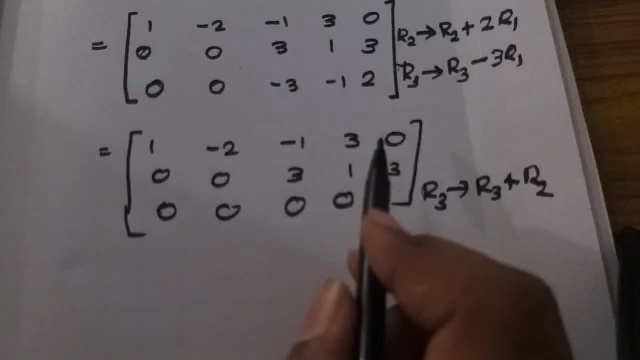 1 -2 -1 3 0
= 0 0 3 1 3 R₂→R₂+2R₁
0 0 -3 -1 2 R₃→R₃-3R₁
= 1 -2 -1 3 0
0 0 3 1 3
0 0 0 0 R₃→R₃+R₂